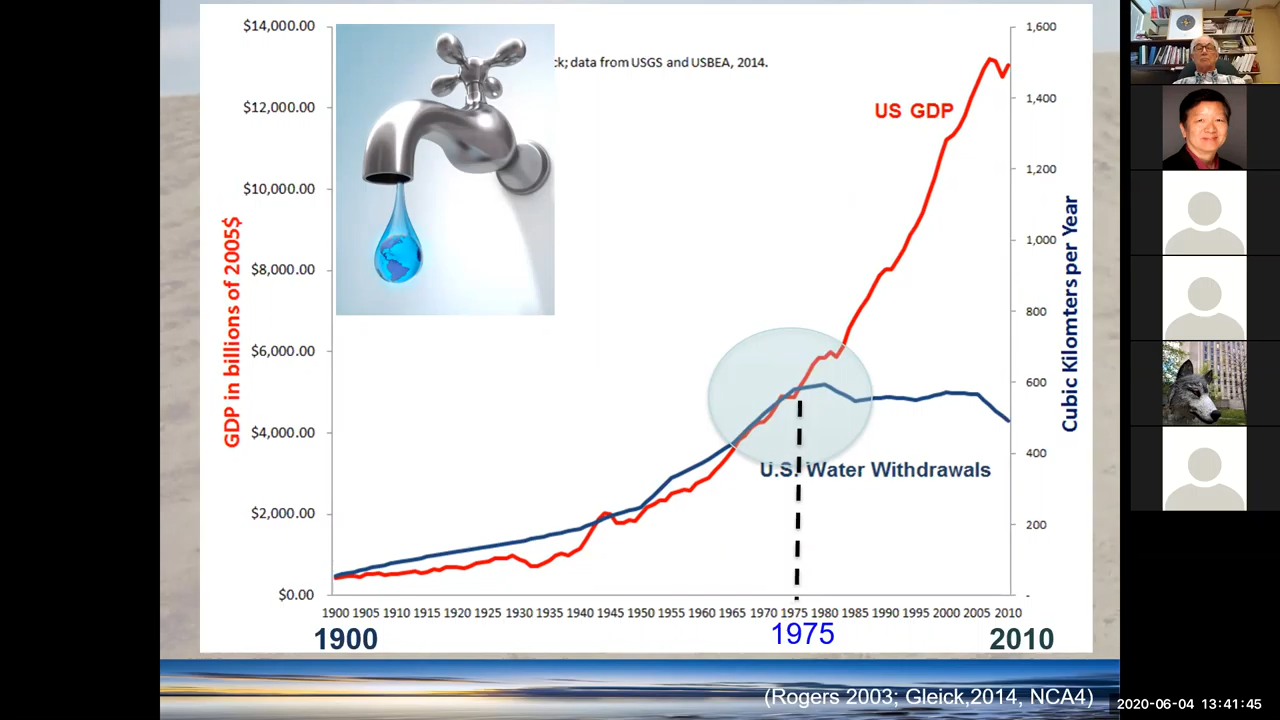 $14,000.00
$12,000.00
$10,000.00
$8,000.00
$6,000.00
$4,000.00
$2,000.00
$0.00
GDP in billions of 2005$
ck; data from USGS and USBEA, 2014.
US GDP
U.S. Water Withdrawals
1,600
1,400
1,200
1,000
800
600
400
200
-
Cubic Kilomters per Year
1900 1905 1910 1915 1920 1925 1930 1935 1940 1945 1950 1955 1960 1965 1970 1975 1980 1985 1990 1995 2000 2005 2010
1900 1975 2010
(Rogers 2003; Gleick,2014, NCA4)
2020-06-04 13:41:45